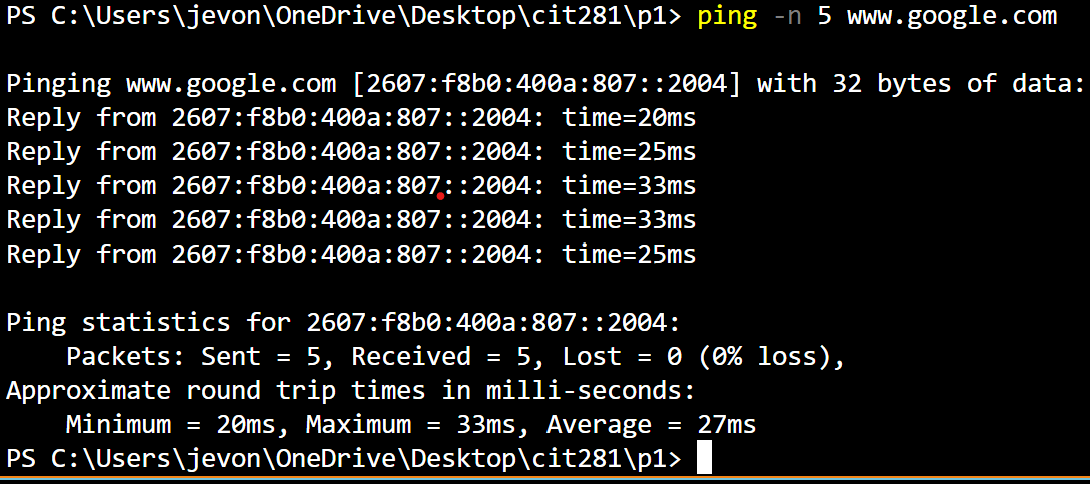 PS C:\Users\jevon\OneDrive\Desktop\cit281\p1> ping -n 5 www.google.com
Pinging www.google.com [2607:f8b0:400a:807::2004] with 32 bytes of data:
Reply from 2607:f8b0:400a:807::2004: time=20ms
Reply from 2607:f8b0:400a:807::2004: time=25ms
Reply from 2607:f8b0:400a:807::2004: time=33ms
Reply from 2607:f8b0:400a:807::2004: time=33ms
Reply from 2607:f8b0:400a:807::2004: time=25ms
Ping statistics for 2607:f8b0:400a:807::2004:
    Packets: Sent = 5, Received = 5, Lost = 0 (0% loss),
Approximate round trip times in milli-seconds:
    Minimum = 20ms, Maximum = 33ms, Average = 27ms
PS C:\Users\jevon\OneDrive\Desktop\cit281\p1>